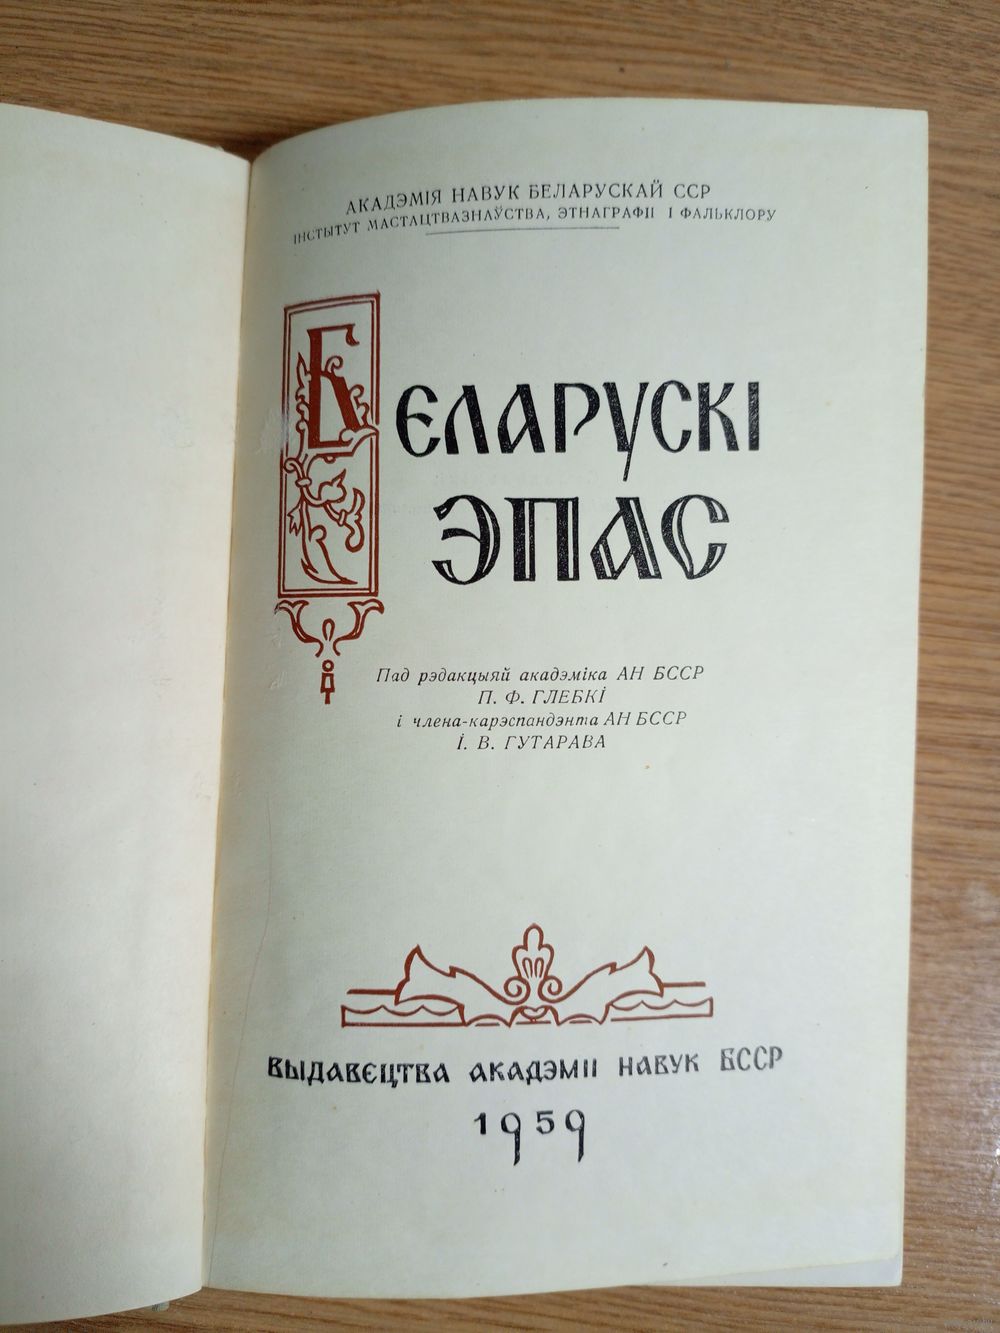 АКАДЭМІЯ НАВУК БЕЛАРУСКАЙ ССР
ІНСТЫТУТ МАСТАЦТВАЗНАЎСТВА, ЭТНАГРАФІІ І ФАЛЬКЛОРУ
БЕЛАРУСКІ
ЭПАС
Пад рэдакцыяй акадэміка АН БССР
П. Ф. ГЛЕБКІ
і члена-карэспандэнта АН БССР
І. В. ГУТАРАВА
ВЫДАВЕЦТВА АКАДЭМІІ НАВУК БССР
1959